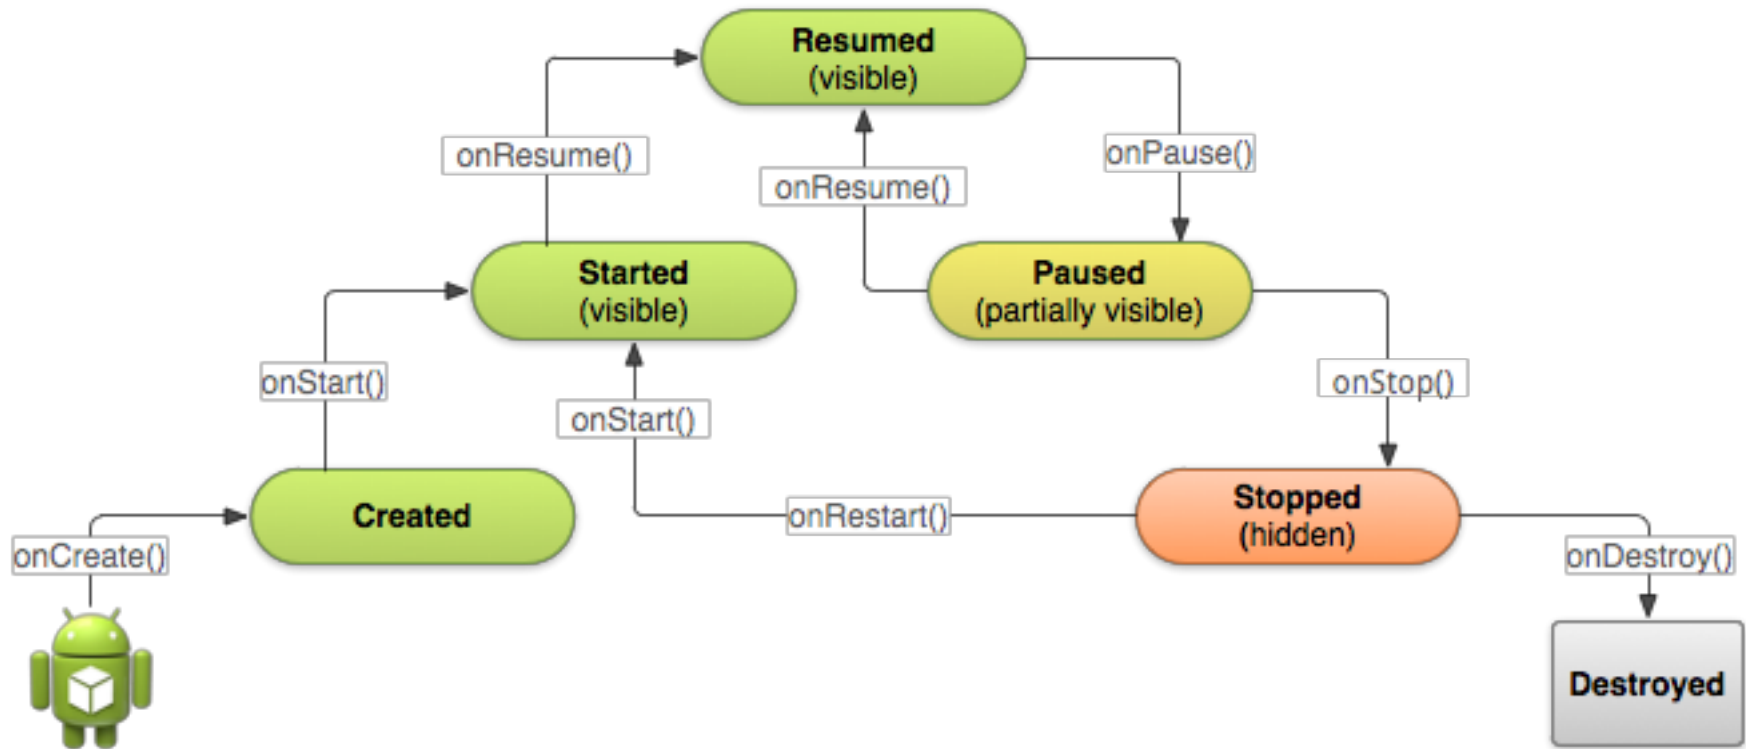 Resumed
(visible)
onResume()
onPause()
onResume()
Started
(visible)
Paused
(partially visible)
onStart()
onStart()
onStop()
Created
onRestart()
Stopped
(hidden)
onCreate()
onDestroy()
Destroyed